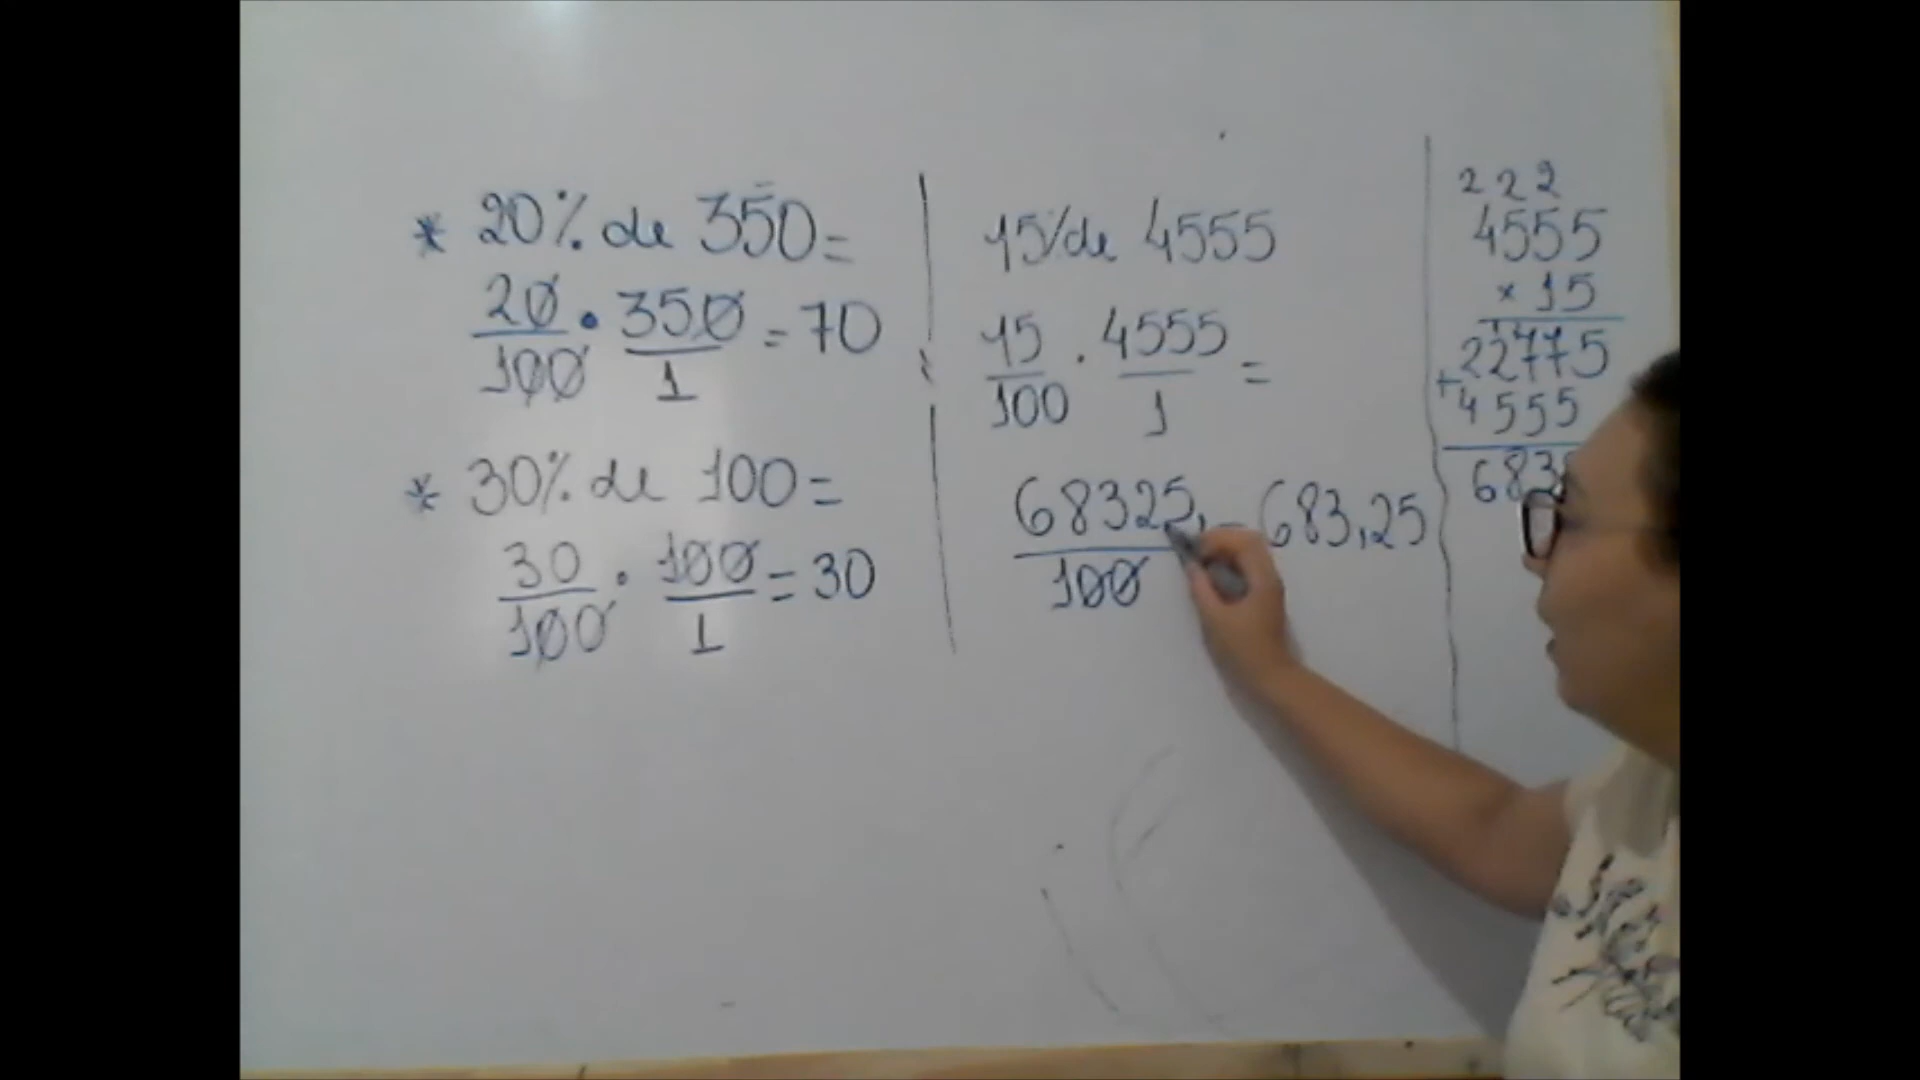 * 20% de 350 =
20/100 · 350/1 = 70
* 30% de 100 =
30/100 · 100/1 = 30
15% de 4555
15/100 · 4555/1 =
68325,/100 = 683,25
2 2 2
4555
× 15
22775
+ 4555
683